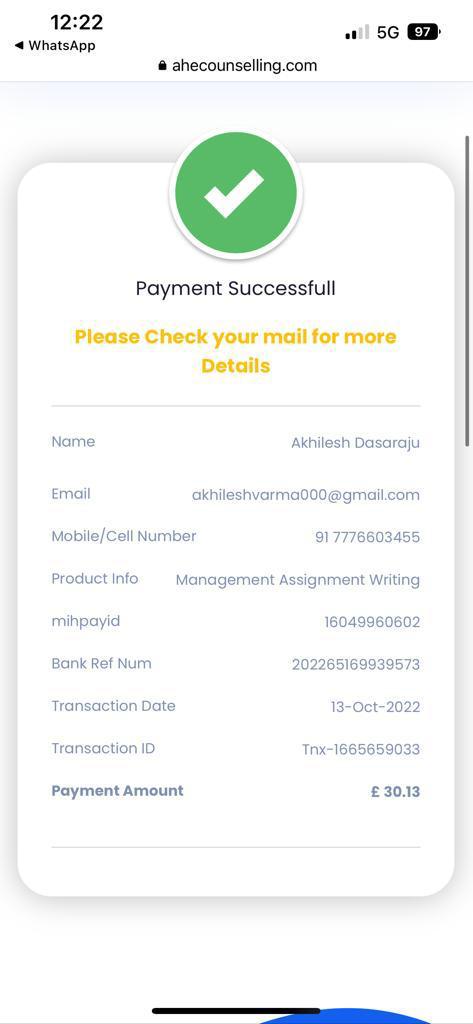 12:22
5G 97
◀ WhatsApp
ahecounselling.com
Payment Successfull
Please Check your mail for more
Details
Name Akhilesh Dasaraju
Email akhileshvarma000@gmail.com
Mobile/Cell Number 91 7776603455
Product Info Management Assignment Writing
mihpayid 16049960602
Bank Ref Num 202265169939573
Transaction Date 13-Oct-2022
Transaction ID Tnx-1665659033
Payment Amount £ 30.13